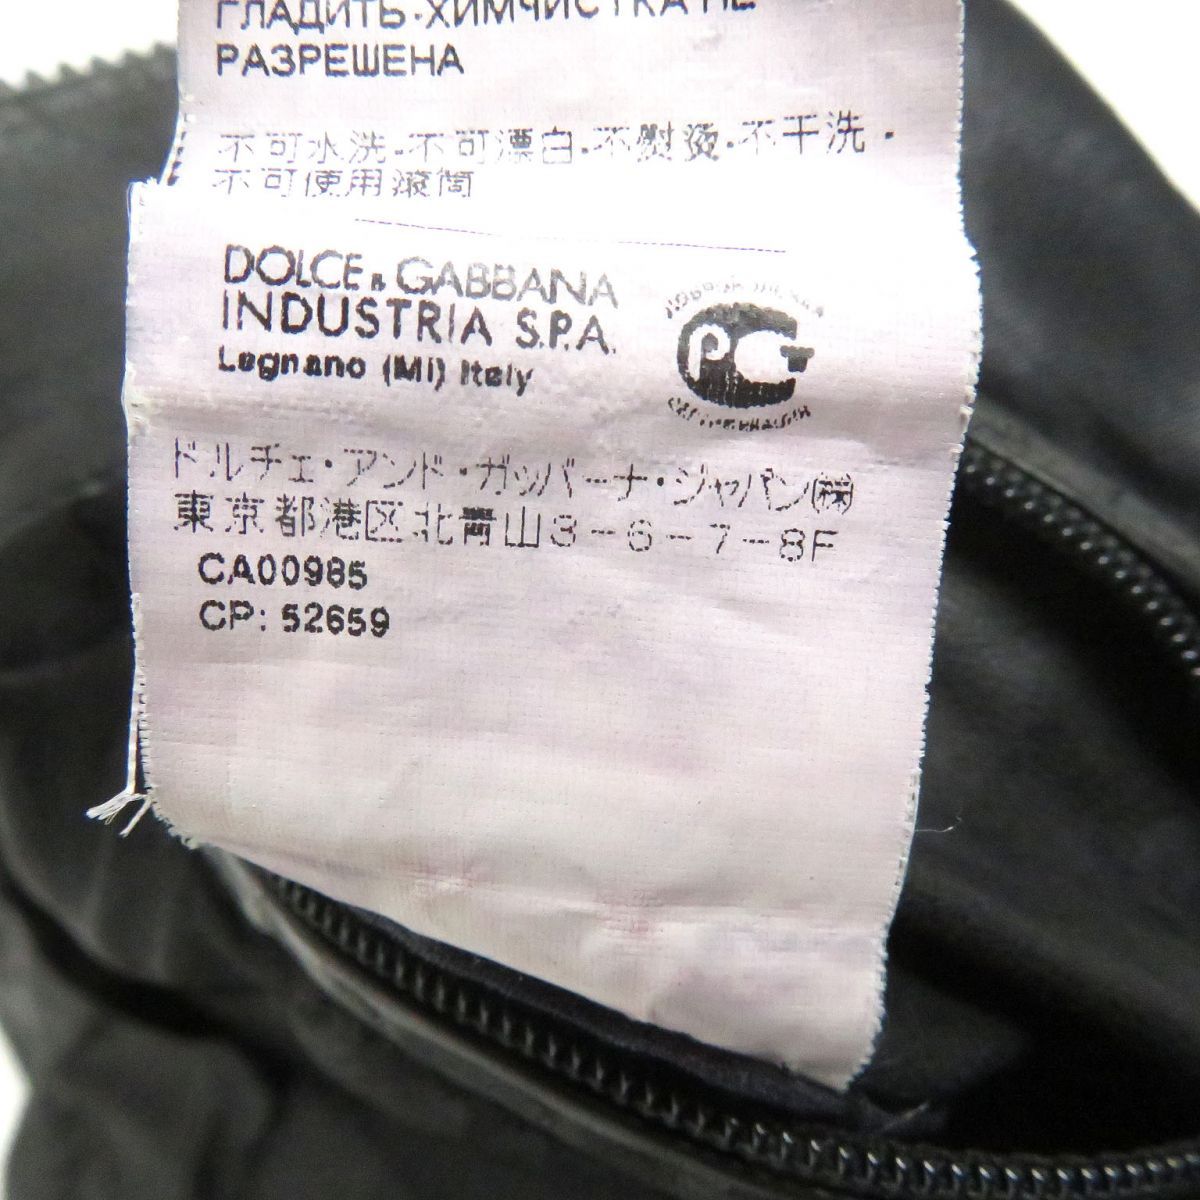 ГЛАДИТЬ·ХИМЧИСТКА НЕ
РАЗРЕШЕНА
不可水洗·不可漂白·不熨烫·不干洗·
不可使用滚筒
DOLCE & GABBANA
INDUSTRIA S.P.A.
Legnano (MI) Italy
ドルチェ・アンド・ガッバーナ・ジャパン㈱
東京都港区北青山3-6-7-8F
CA00985
CP: 52659